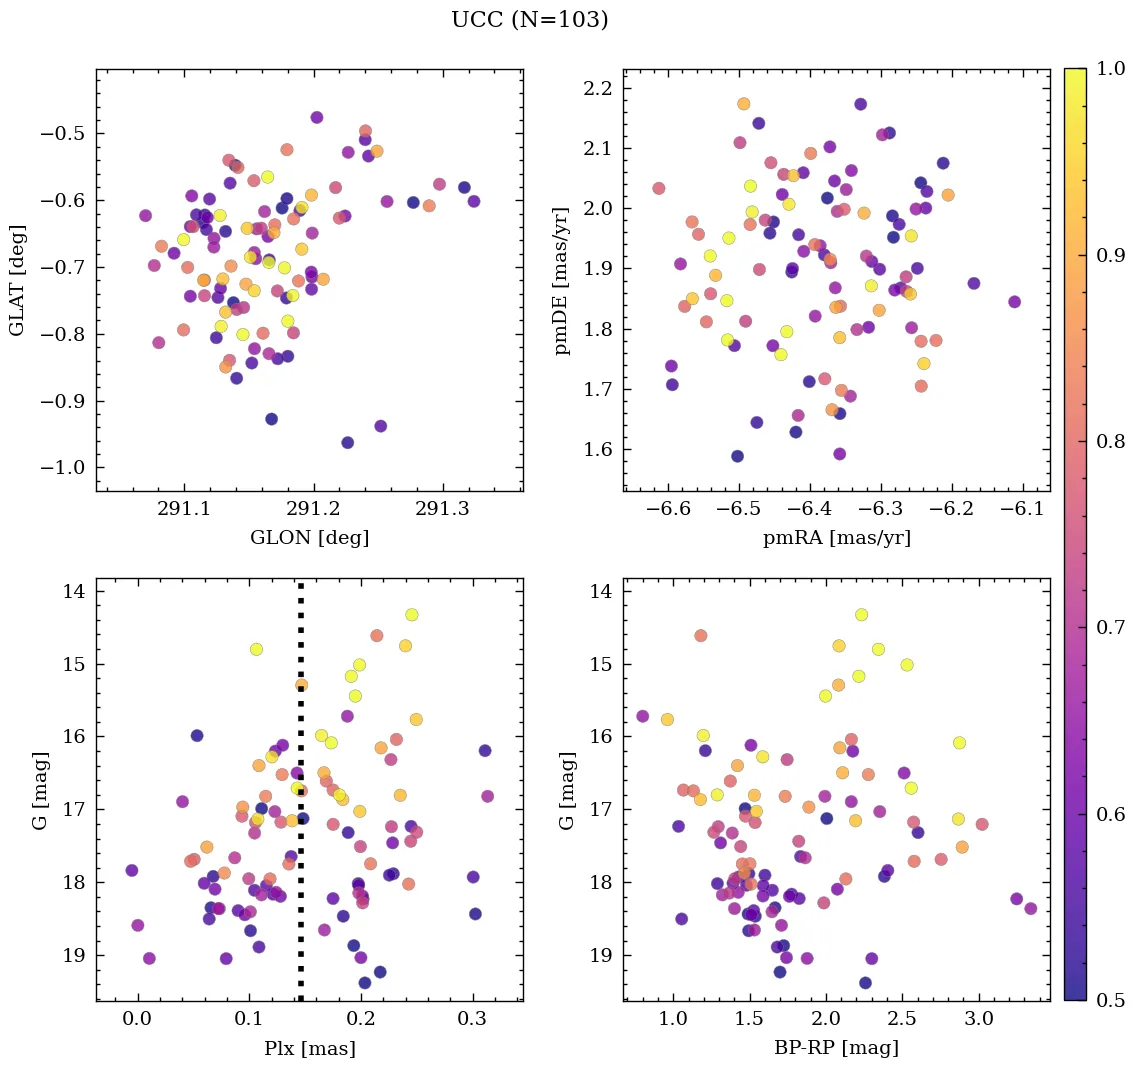 UCC (N=103)
−0.5
−0.6
−0.7
−0.8
−0.9
−1.0
GLAT [deg]
291.1 291.2 291.3
GLON [deg]
2.2
2.1
2.0
1.9
1.8
1.7
1.6
pmDE [mas/yr]
−6.6 −6.5 −6.4 −6.3 −6.2 −6.1
pmRA [mas/yr]
14
15
16
17
18
19
G [mag]
0.0 0.1 0.2 0.3
Plx [mas]
14
15
16
17
18
19
G [mag]
1.0 1.5 2.0 2.5 3.0
BP-RP [mag]
1.0
0.9
0.8
0.7
0.6
0.5